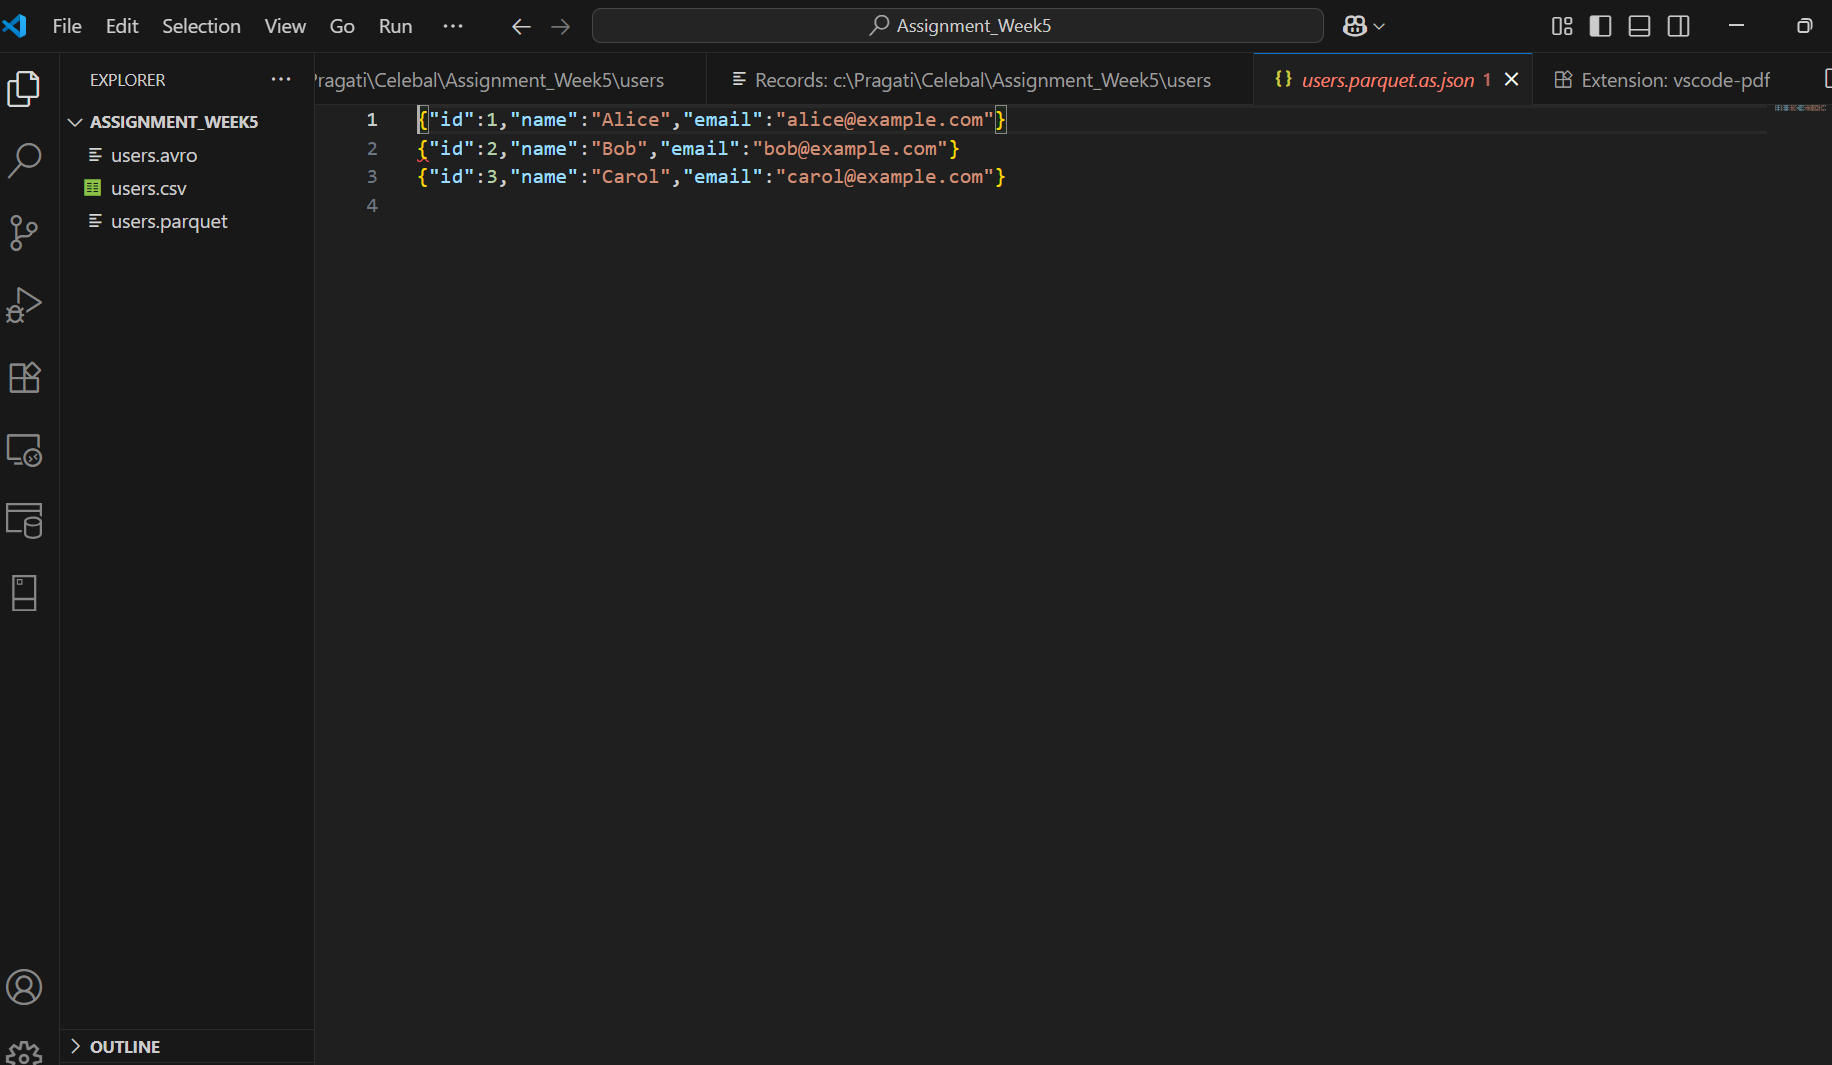 File Edit Selection View Go Run ···
Assignment_Week5
EXPLORER ···
Pragati\Celebal\Assignment_Week5\users
Records: c:\Pragati\Celebal\Assignment_Week5\users
{} users.parquet.as.json 1
Extension: vscode-pdf
ASSIGNMENT_WEEK5
users.avro
users.csv
users.parquet
1 {"id":1,"name":"Alice","email":"alice@example.com"}
2 {"id":2,"name":"Bob","email":"bob@example.com"}
3 {"id":3,"name":"Carol","email":"carol@example.com"}
4
OUTLINE